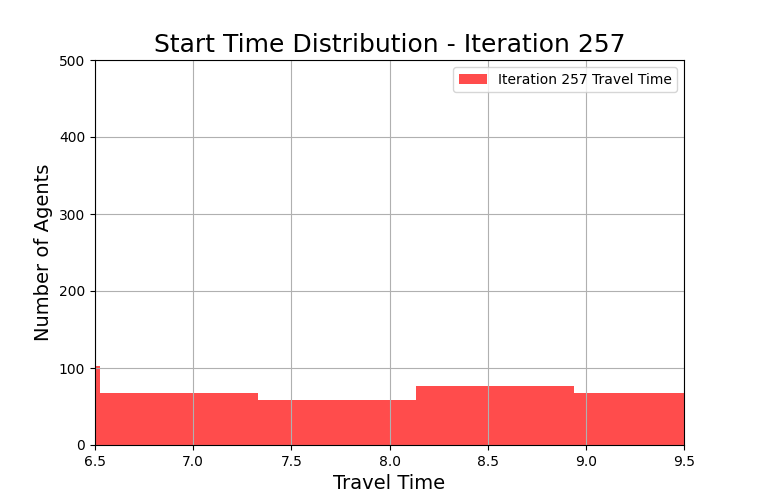 Start Time Distribution - Iteration 257
Iteration 257 Travel Time
Number of Agents
500
400
300
200
100
0
6.5 7.0 7.5 8.0 8.5 9.0 9.5
Travel Time